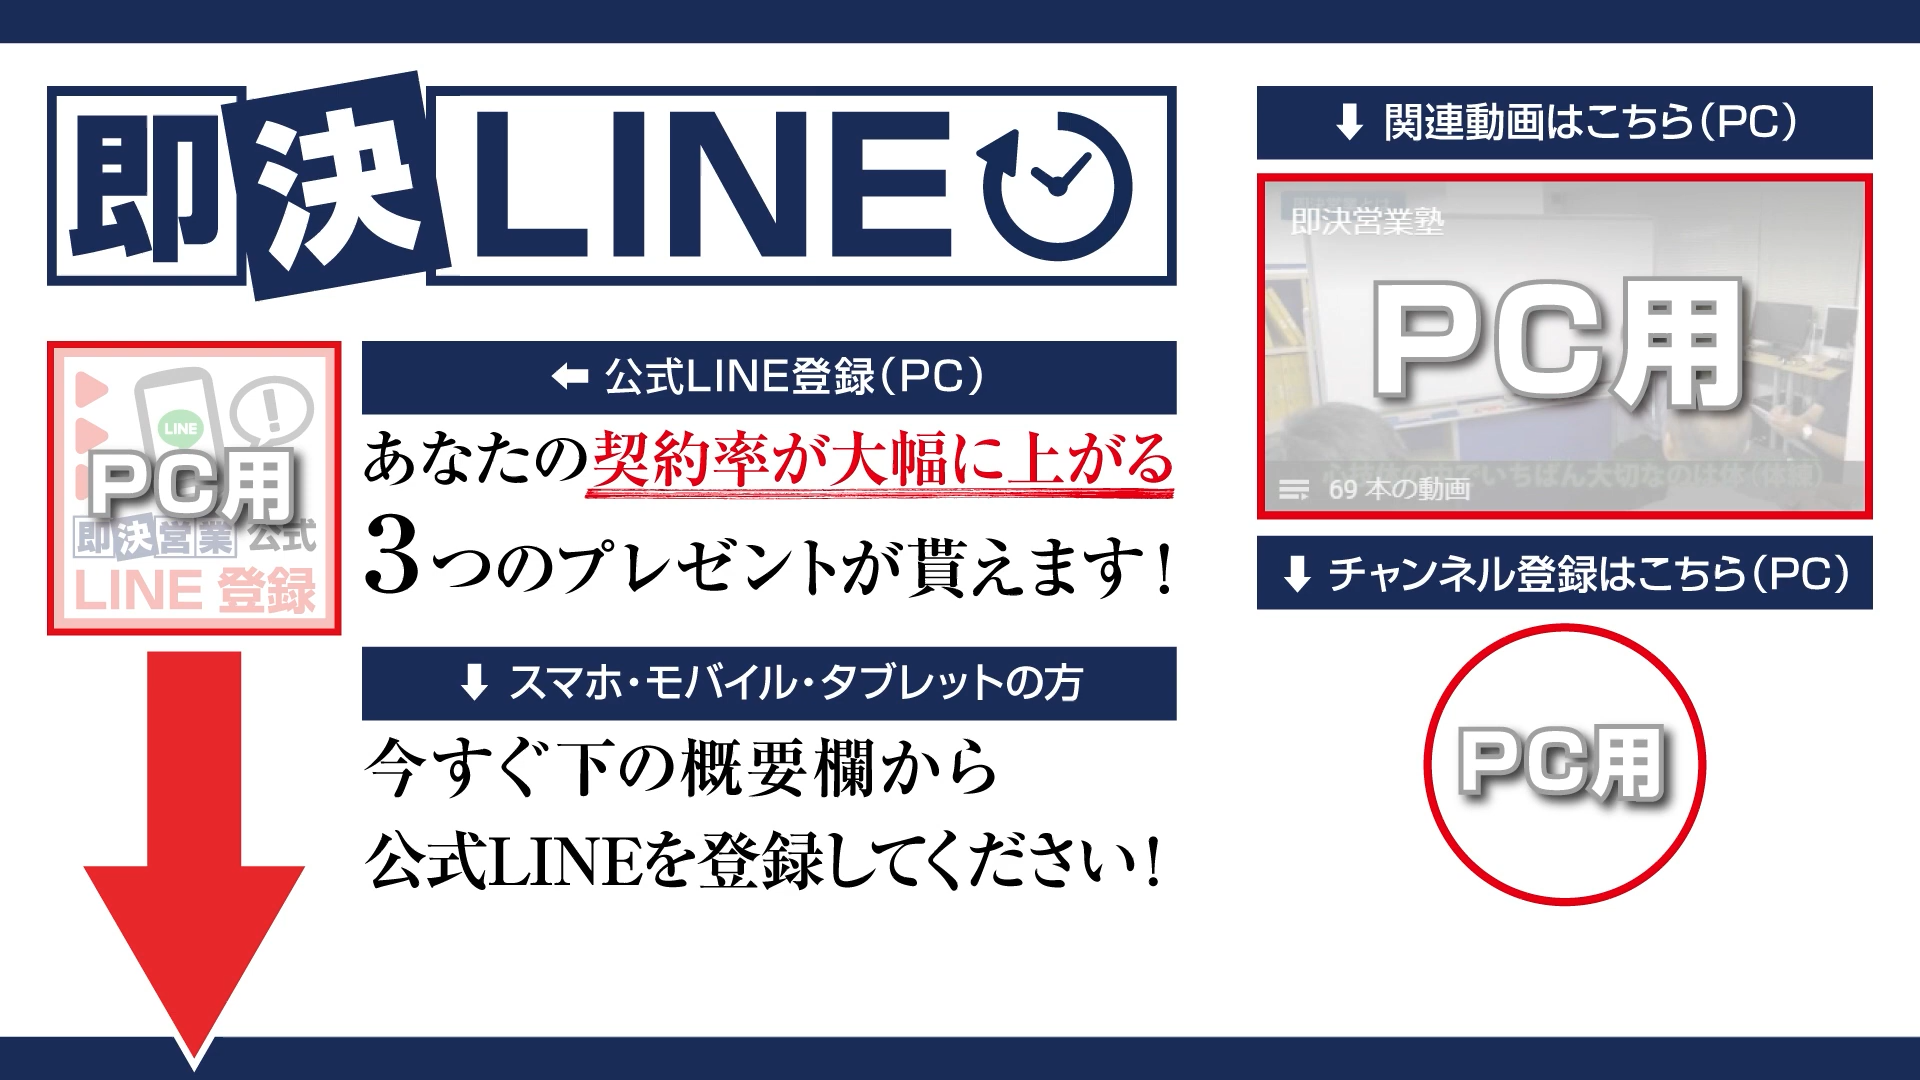 即決LINE
LINE
PC用
即決営業 公式
LINE 登録
← 公式LINE登録（PC）
あなたの契約率が大幅に上がる
3つのプレゼントが貰えます！
↓ スマホ・モバイル・タブレットの方
今すぐ下の概要欄から
公式LINEを登録してください！
↓ 関連動画はこちら（PC）
即決営業塾
PC用
69 本の動画
↓ チャンネル登録はこちら（PC）
PC用